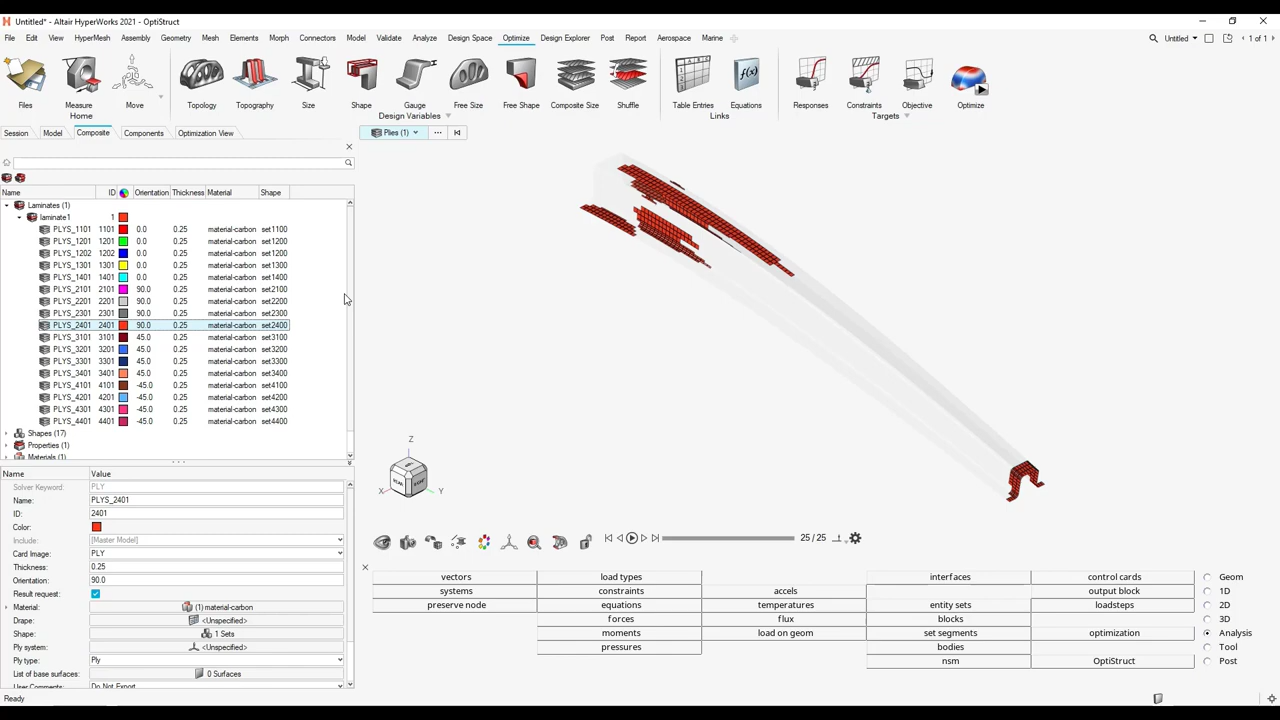 Untitled* - Altair HyperWorks 2021 - OptiStruct
File Edit View HyperMesh Assembly Geometry Mesh Elements Morph Connectors Model Validate Analyze Design Space Optimize Design Explorer Post Report Aerospace Marine Untitled 1 of 1
Files Measure Move Topology Topography Size Shape Gauge Free Size Free Shape Composite Size Shuffle Table Entries Equations Responses Constraints Objective Optimize
Home Design Variables Links Targets
Session Model Composite Components Optimization View Plies (1)
Name ID Orientation Thickness Material Shape
Laminates (1)
laminate1 1
PLYS_1101 1101 0.0 0.25 material-carbon set1100
PLYS_1201 1201 0.0 0.25 material-carbon set1200
PLYS_1202 1202 0.0 0.25 material-carbon set1200
PLYS_1301 1301 0.0 0.25 material-carbon set1300
PLYS_1401 1401 0.0 0.25 material-carbon set1400
PLYS_2101 2101 90.0 0.25 material-carbon set2100
PLYS_2201 2201 90.0 0.25 material-carbon set2200
PLYS_2301 2301 90.0 0.25 material-carbon set2300
PLYS_2401 2401 90.0 0.25 material-carbon set2400
PLYS_3101 3101 45.0 0.25 material-carbon set3100
PLYS_3201 3201 45.0 0.25 material-carbon set3200
PLYS_3301 3301 45.0 0.25 material-carbon set3300
PLYS_3401 3401 45.0 0.25 material-carbon set3400
PLYS_4101 4101 -45.0 0.25 material-carbon set4100
PLYS_4201 4201 -45.0 0.25 material-carbon set4200
PLYS_4301 4301 -45.0 0.25 material-carbon set4300
PLYS_4401 4401 -45.0 0.25 material-carbon set4400
Shapes (17)
Properties (1)
Materials (1)
Z
X Y
Name Value
Solver Keyword: PLY
Name: PLYS_2401
ID: 2401
Color:
Include: [Master Model]
Card Image: PLY
Thickness: 0.25
Orientation: 90.0
Result request:
Material: (1) material-carbon
Drape: <Unspecified>
Shape: 1 Sets
Ply system: <Unspecified>
Ply type: Ply
List of base surfaces: 0 Surfaces
User Comments: Do Not Export
25 / 25
vectors load types interfaces control cards Geom
systems constraints accels output block 1D
preserve node equations temperatures entity sets loadsteps 2D
forces flux blocks 3D
moments load on geom set segments optimization Analysis
pressures bodies Tool
nsm OptiStruct Post
Ready